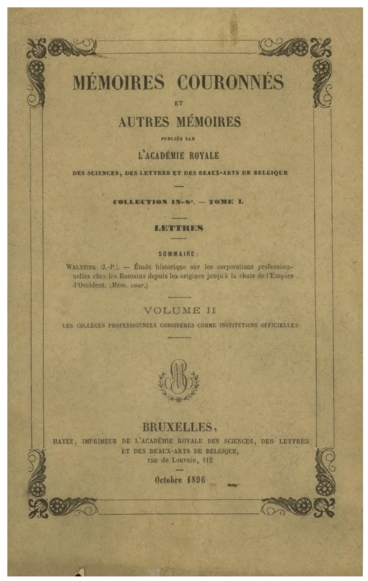 MÉMOIRES COURONNÉS
ET
AUTRES MÉMOIRES
PUBLIÉS PAR
L'ACADÉMIE ROYALE
DES SCIENCES, DES LETTRES ET DES BEAUX-ARTS DE BELGIQUE
COLLECTION IN-8°. — TOME L
LETTRES
SOMMAIRE :
WALTZING (J.-P.). — Étude historique sur les corporations profession-
nelles chez les Romains depuis les origines jusqu'à la chute de l'Empire
d'Occident. (Mém. cour.)
VOLUME II
LES COLLÈGES PROFESSIONNELS CONSIDÉRÉS COMME INSTITUTIONS OFFICIELLES
BRUXELLES,
HAYEZ, IMPRIMEUR DE L'ACADÉMIE ROYALE DES SCIENCES, DES LETTRES
ET DES BEAUX-ARTS DE BELGIQUE,
rue de Louvain, 112
Octobre 1896